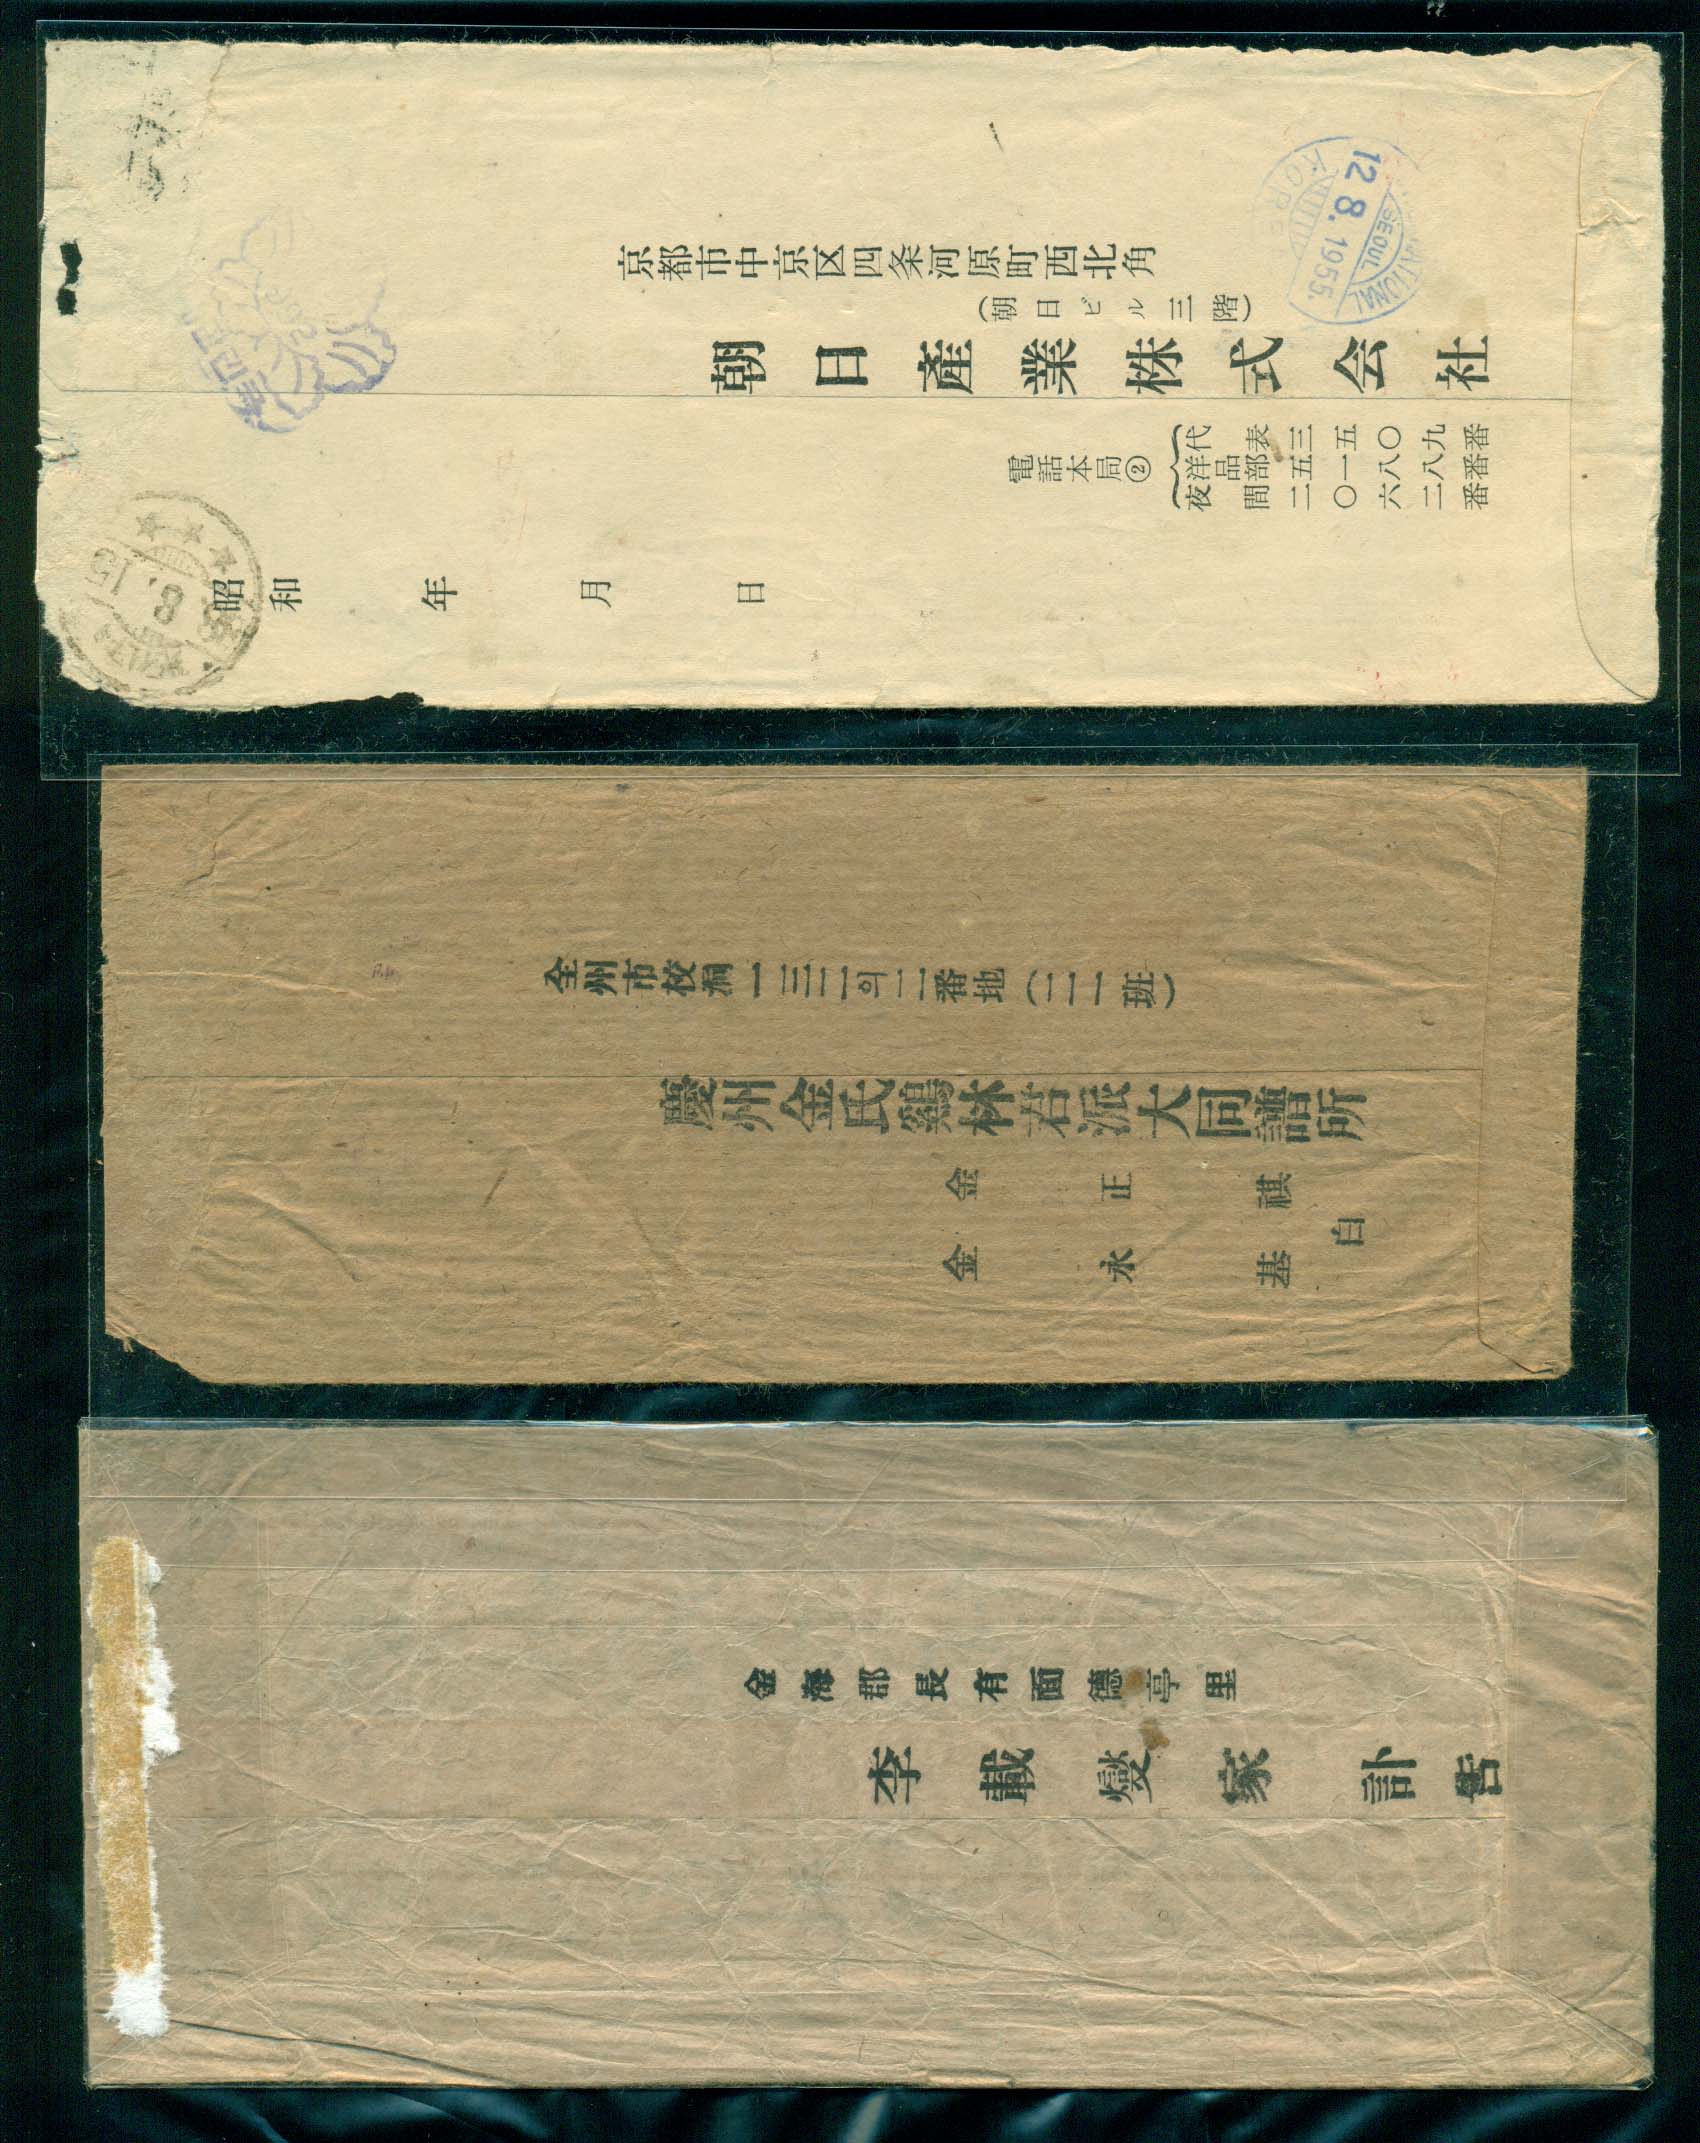 京都市中京区四条河原町西北角
(朝日ビル三階)
朝日產業株式会社
電話本局②
代表三五〇九番
洋品部五一八八番
夜間二〇六二番
昭和 年 月 日
SEOUL
12.8.1955.
KOREA
8.15
全州市校洞一三二의二番地(二一班)
慶州金氏鷄林君派大同譜所
金正祺
金永基
白
金海郡長有面德亭里
李載燮家 訃告